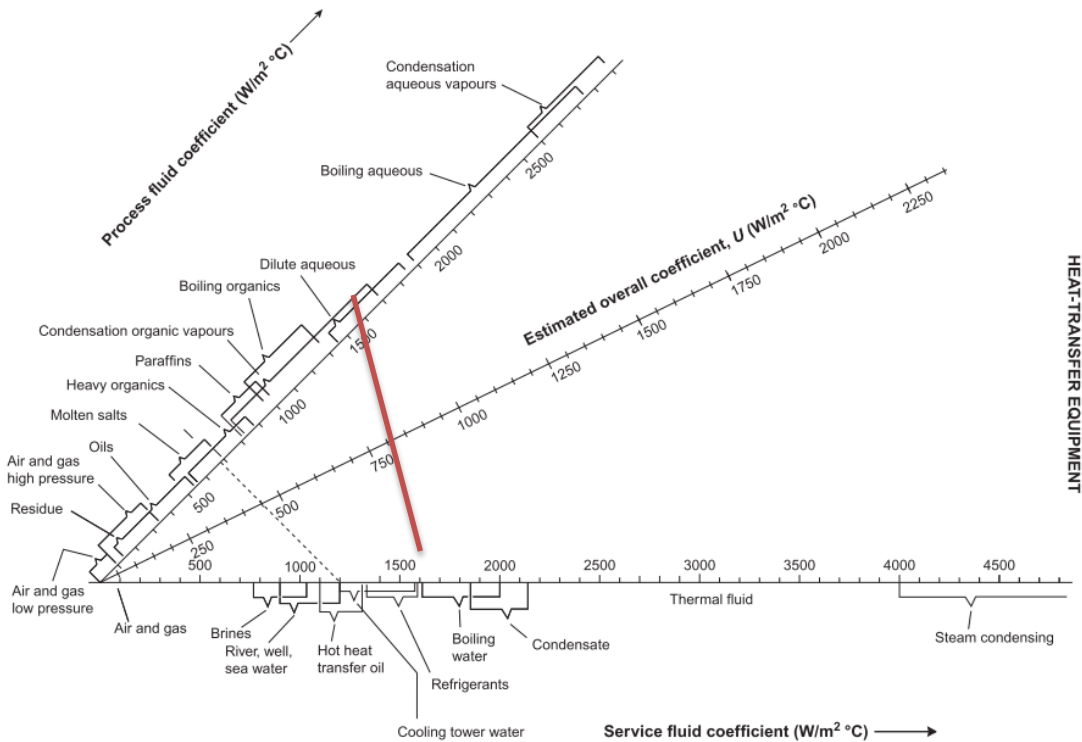 Process fluid coefficient (W/m² °C)
Condensation
aqueous vapours
Boiling aqueous
Dilute aqueous
Boiling organics
Condensation organic vapours
Paraffins
Heavy organics
Molten salts
Oils
Air and gas
high pressure
Residue
Air and gas
low pressure
500
1000
1500
2000
2500
Estimated overall coefficient, U (W/m² °C)
250
500
750
1000
1250
1500
1750
2000
2250
HEAT-TRANSFER EQUIPMENT
500
1000
1500
2000
2500
3000
3500
4000
4500
Thermal fluid
Air and gas
Brines
River, well,
sea water
Hot heat
transfer oil
Boiling
water
Condensate
Steam condensing
Refrigerants
Cooling tower water
Service fluid coefficient (W/m² °C)